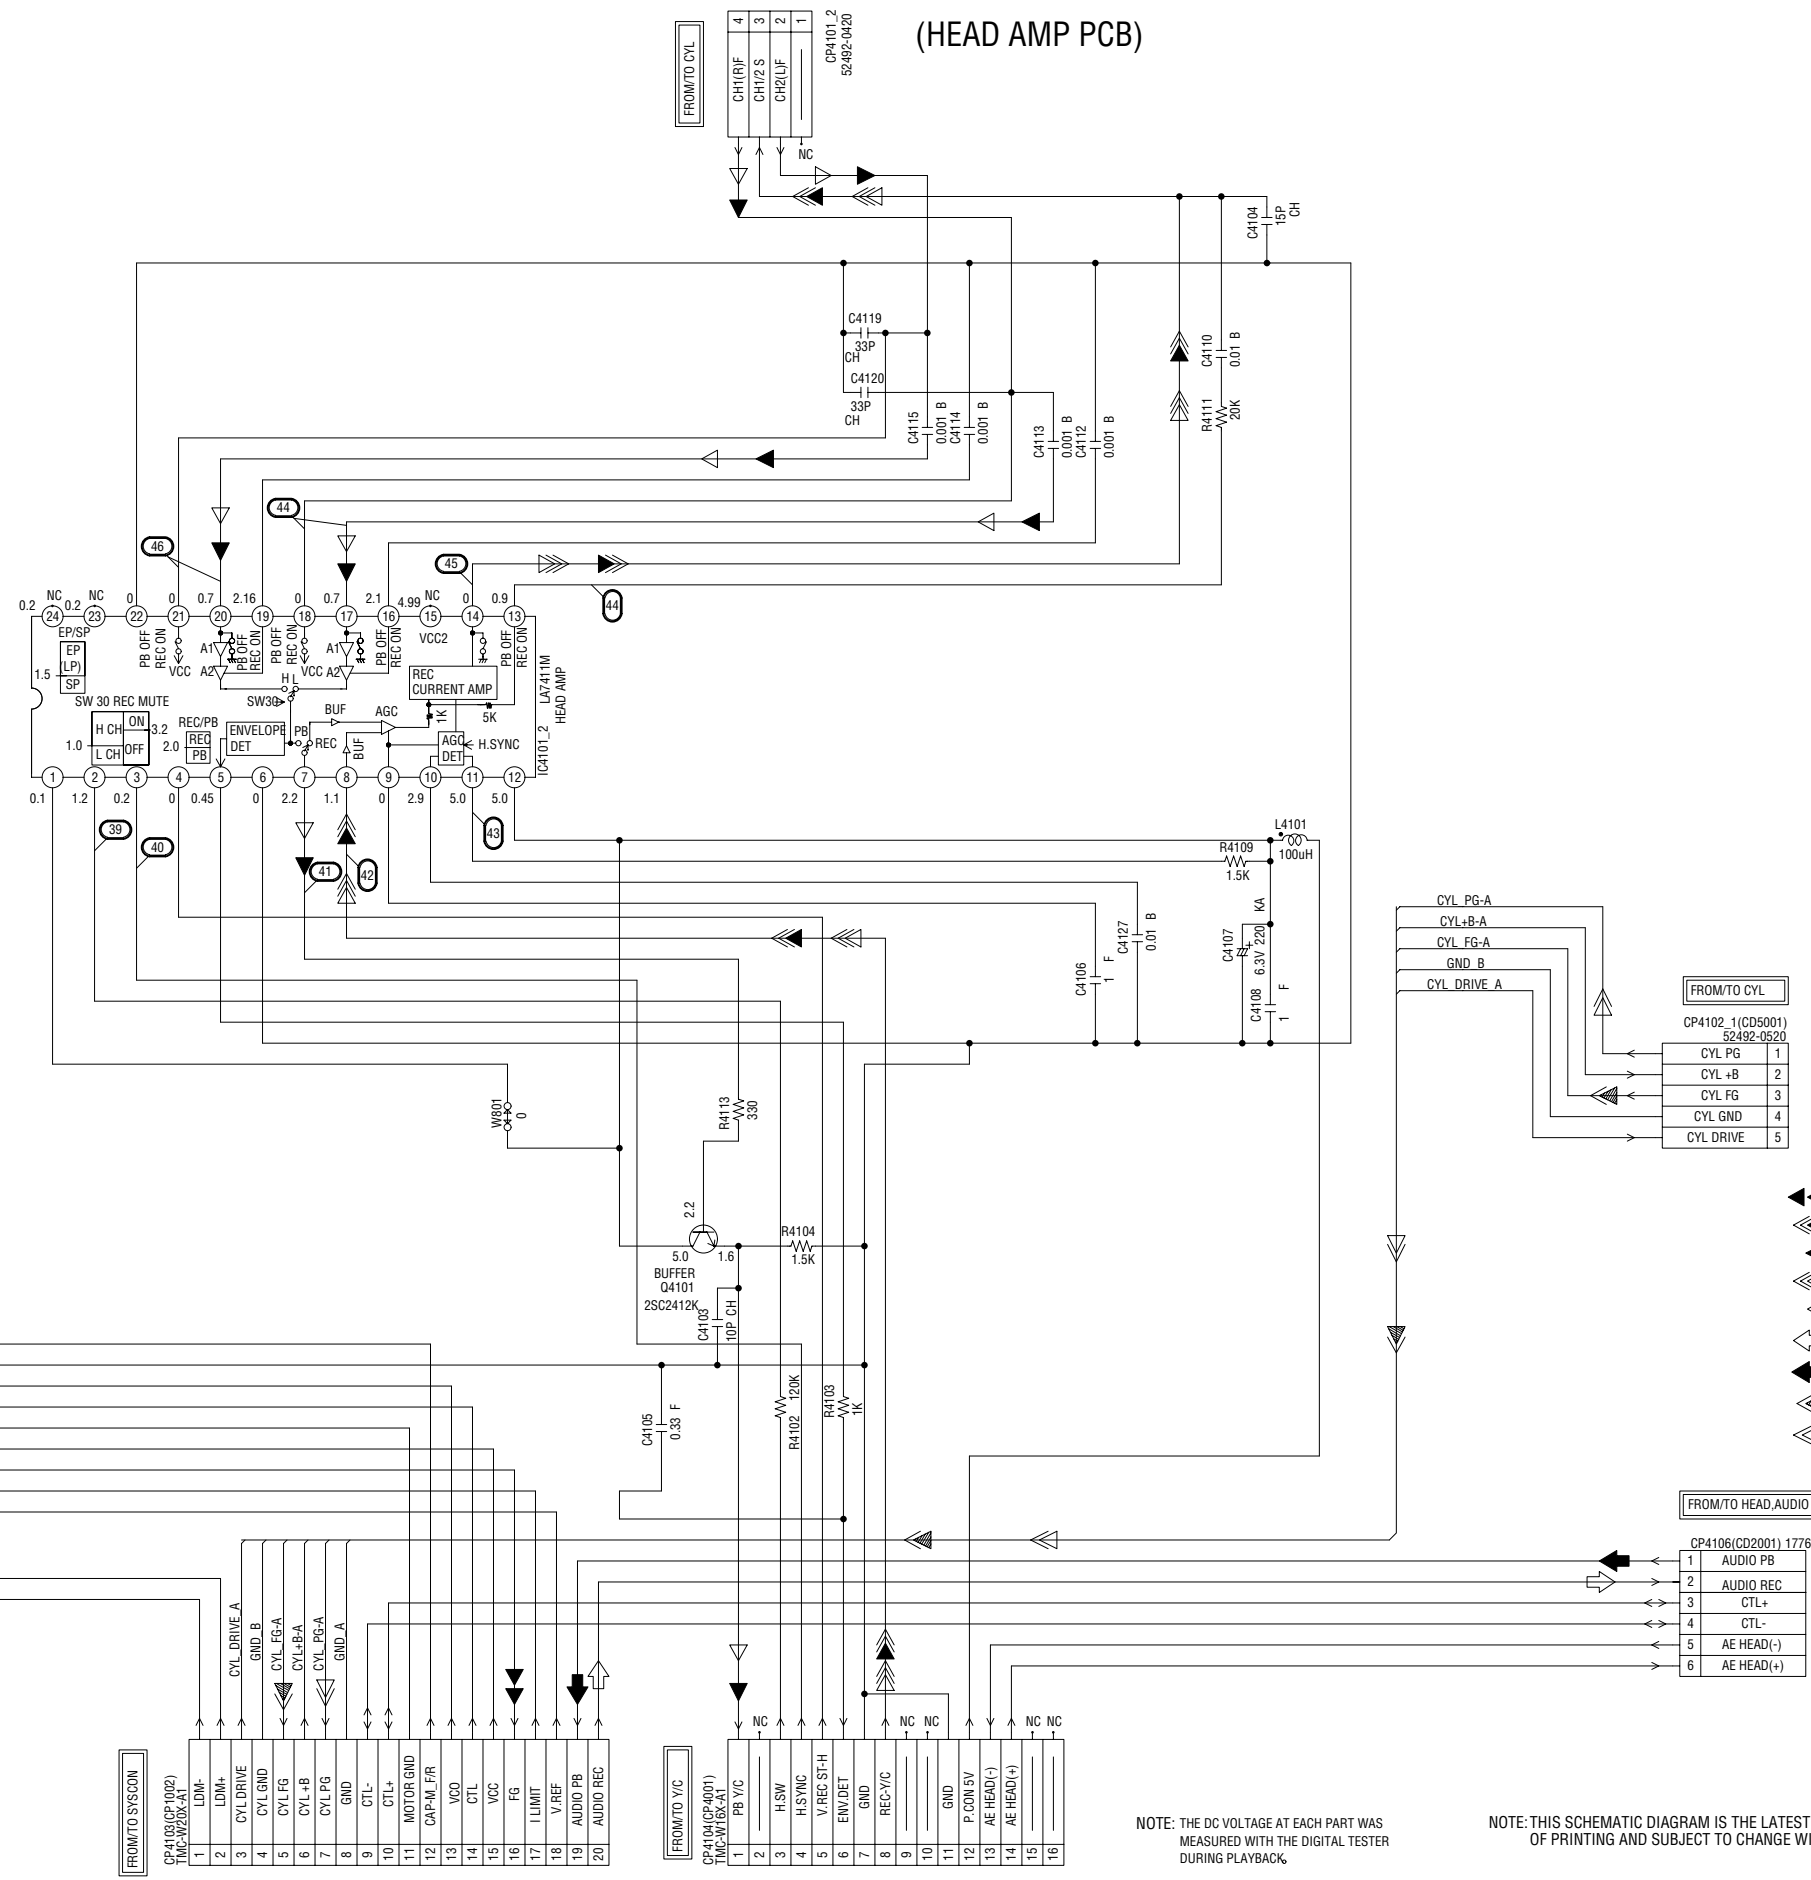 (HEAD AMP PCB)
FROM/TO CYL
4 3 2 1
CH1(R)F
CH1/2 S
CH2(L)F
CP4101_2
52492-0420
NC
C4104
15P
CH
C4119
33P
CH
C4120
33P
CH
C4110
0.01 B
R4111
20K
C4115
0.001 B
C4114
0.001 B
C4113
0.001 B
C4112
0.001 B
44
46
45
44
NC NC NC
0.2 0.2 0 0 0.7 2.16 0 0.7 2.1 4.99 0 0.9
24 23 22 21 20 19 18 17 16 15 14 13
EP/SP
EP
(LP)
SP
1.5
PB OFF
REC ON
VCC
A1
A2
PB OFF
REC ON
PB OFF
REC ON
VCC
A1
A2
PB OFF
REC ON
VCC2
PB OFF
REC ON
H L
SW30
REC
CURRENT AMP
1K
5K
SW 30 REC MUTE
H CH
L CH
ON
OFF
3.2
1.0
REC/PB
REC
PB
2.0
ENVELOPE
DET
PB
REC
BUF
BUF
AGC
AGC
DET
H.SYNC
IC4101_2 LA7411M
HEAD AMP
1 2 3 4 5 6 7 8 9 10 11 12
0.1 1.2 0.2 0 0.45 0 2.2 1.1 0 2.9 5.0 5.0
39
40
41
42
43
L4101
100uH
R4109
1.5K
C4107
6.3V 220 KA
C4127
0.01 B
C4106
1 F
C4108
1 F
W801
0
R4113
330
2.2
5.0
1.6
BUFFER
Q4101
2SC2412K
R4104
1.5K
C4103
10P CH
C4105
0.33 F
R4102 120K
R4103
1K
CYL PG-A
CYL+B-A
CYL FG-A
GND B
CYL DRIVE A
FROM/TO CYL
CP4102_1(CD5001)
52492-0520
CYL PG 1
CYL +B 2
CYL FG 3
CYL GND 4
CYL DRIVE 5
FROM/TO HEAD,AUDIO
CP4106(CD2001) 1776
1 AUDIO PB
2 AUDIO REC
3 CTL+
4 CTL-
5 AE HEAD(-)
6 AE HEAD(+)
CYL_DRIVE_A
GND_B
CYL_FG-A
CYL+B-A
CYL_PG-A
GND_A
FROM/TO SYSCON
CP4103(CP1002)
TMC-W20X-A1
1 LDM-
2 LDM+
3 CYL DRIVE
4 CYL GND
5 CYL FG
6 CYL +B
7 CYL PG
8 GND
9 CTL-
10 CTL+
11 MOTOR GND
12 CAP-M_F/R
13 VCO
14 CTL
15 VCC
16 FG
17 I LIMIT
18 V.REF
19 AUDIO PB
20 AUDIO REC
FROM/TO Y/C
CP4104(CP4001)
TMC-W16X-A1
1 PB Y/C
2 NC
3 H.SW
4 H.SYNC
5 V.REC ST-H
6 ENV.DET
7 GND
8 REC-Y/C
9 NC
10 NC
11 GND
12 P.CON 5V
13 AE HEAD(-)
14 AE HEAD(+)
15 NC
16 NC
NOTE: THE DC VOLTAGE AT EACH PART WAS
MEASURED WITH THE DIGITAL TESTER
DURING PLAYBACK.
NOTE: THIS SCHEMATIC DIAGRAM IS THE LATEST
OF PRINTING AND SUBJECT TO CHANGE WI